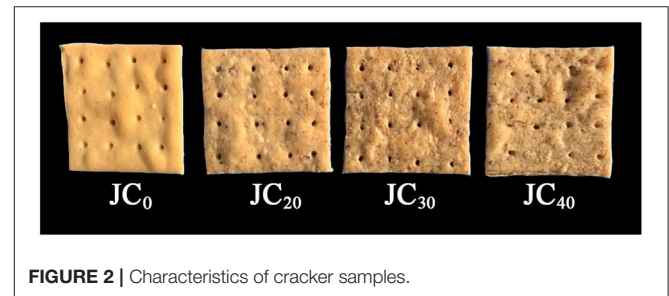 JC₀ JC₂₀ JC₃₀ JC₄₀
FIGURE 2 | Characteristics of cracker samples.